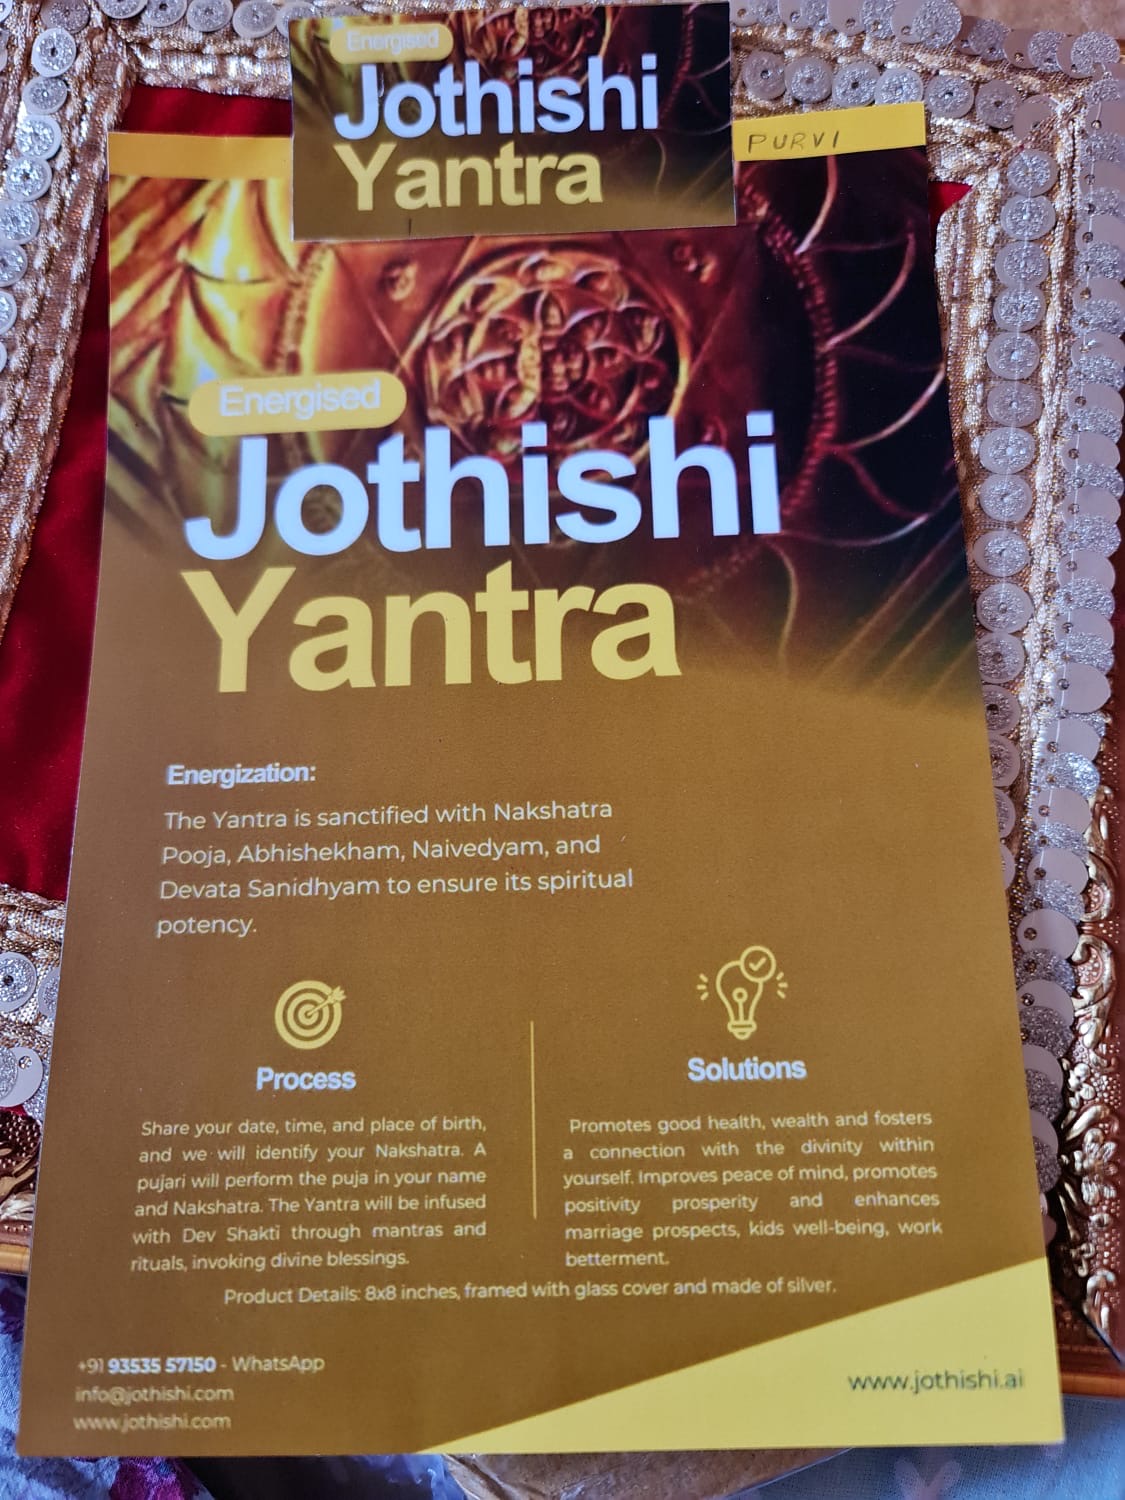 Energised
Jothishi
Yantra
PURVI
Energised
Jothishi
Yantra
Energization:
The Yantra is sanctified with Nakshatra
Pooja, Abhishekham, Naivedyam, and
Devata Sanidhyam to ensure its spiritual
potency.
Process
Share your date, time, and place of birth,
and we will identify your Nakshatra. A
pujari will perform the puja in your name
and Nakshatra. The Yantra will be infused
with Dev Shakti through mantras and
rituals, invoking divine blessings.
Solutions
Promotes good health, wealth and fosters
a connection with the divinity within
yourself. Improves peace of mind, promotes
positivity prosperity and enhances
marriage prospects, kids well-being, work
betterment.
Product Details: 8x8 inches, framed with glass cover and made of silver.
+91 93535 57150 - WhatsApp
info@jothishi.com
www.jothishi.com
www.jothishi.ai